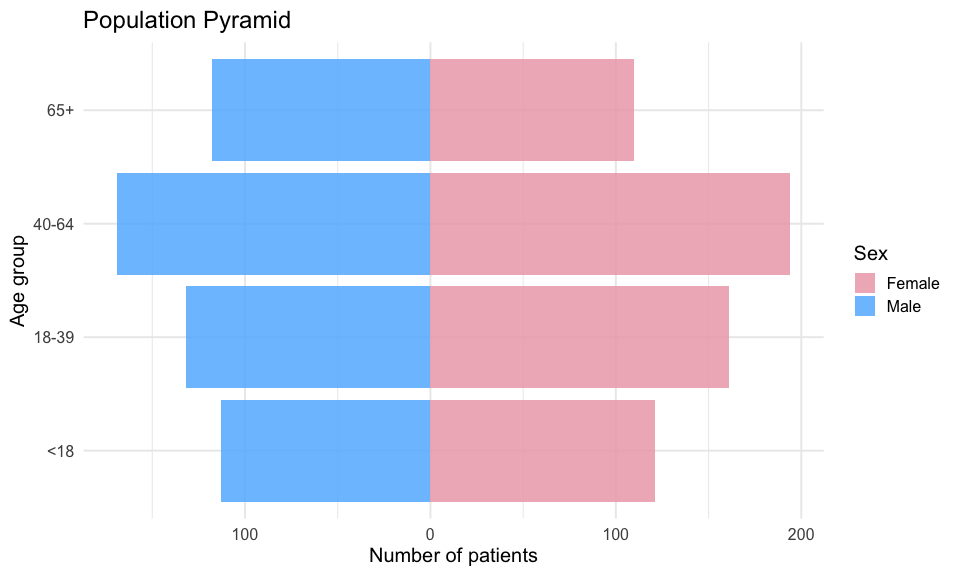 Population Pyramid
65+
40-64
18-39
<18
Age group
100 0 100 200
Number of patients
Sex
Female
Male